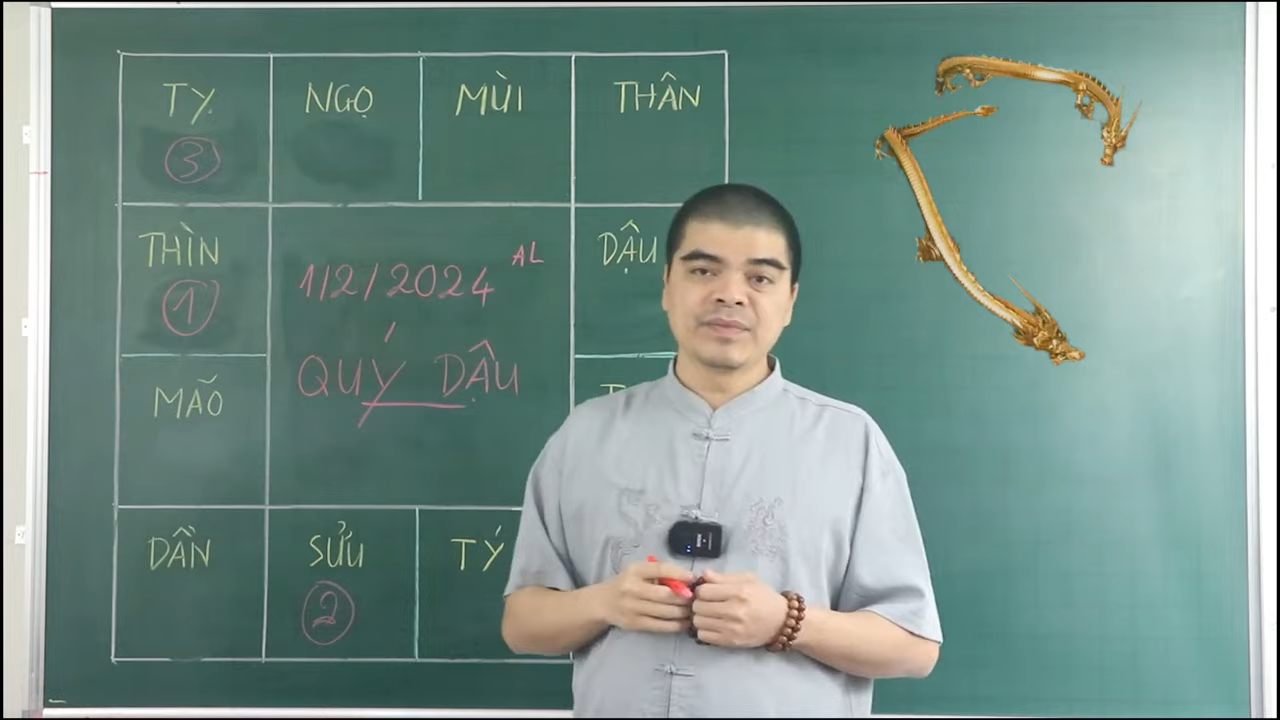 TỴ NGỌ MÙI THÂN
3
THÌN DẬU
1
1/2/2024 AL
QUÝ DẬU
MÃO
DẦN SỬU TÝ
2